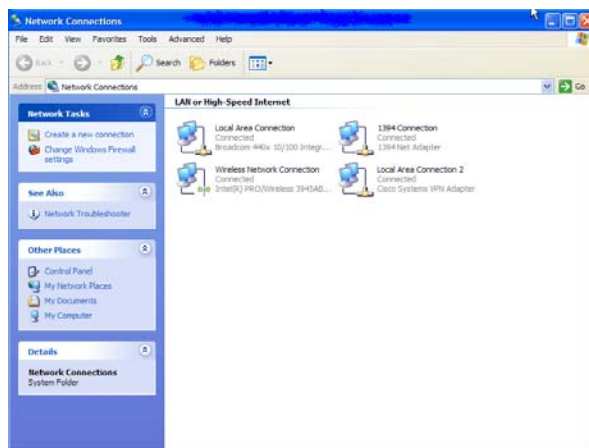 Network Connections
File Edit View Favorites Tools Advanced Help
Back Search Folders
Address Network Connections Go
Network Tasks
Create a new connection
Change Windows Firewall
settings
See Also
Network Troubleshooter
Other Places
Control Panel
My Network Places
My Documents
My Computer
Details
Network Connections
System Folder
LAN or High-Speed Internet
Local Area Connection
Connected
Broadcom 440x 10/100 Integr...
1394 Connection
Connected
1394 Net Adapter
Wireless Network Connection
Connected
Intel(R) PRO/Wireless 3945AB...
Local Area Connection 2
Connected
Cisco Systems VPN Adapter